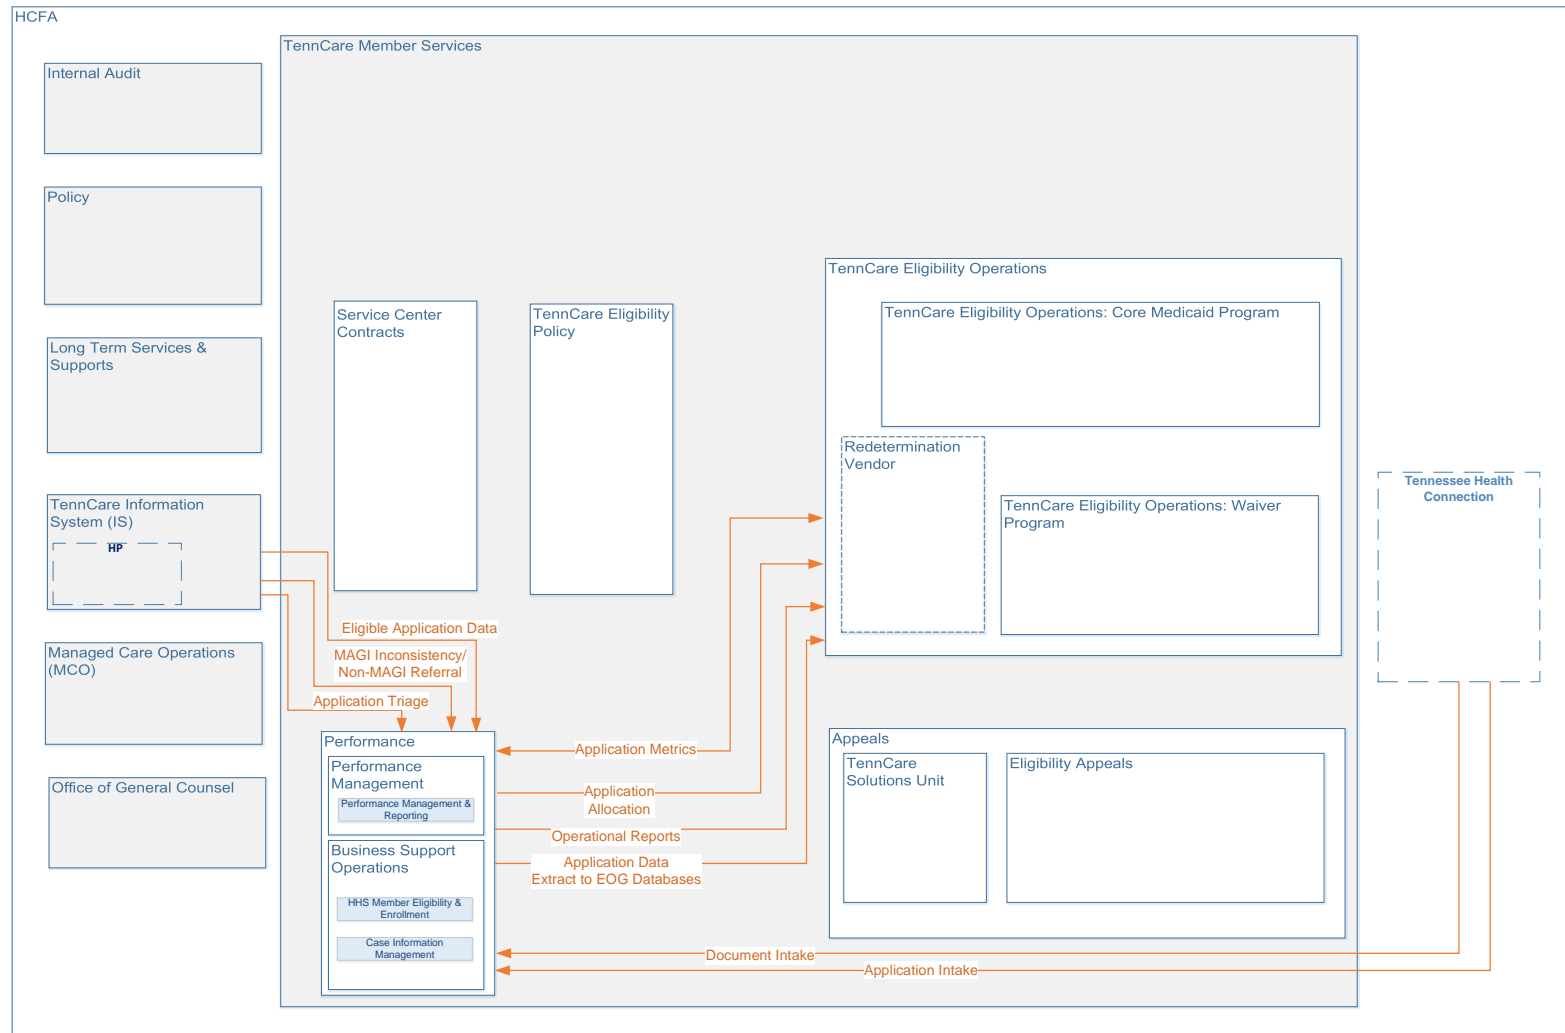 HCFA
TennCare Member Services
Internal Audit
Policy
Long Term Services &
Supports
TennCare Information
System (IS)
HP
Managed Care Operations
(MCO)
Office of General Counsel
Service Center
Contracts
TennCare Eligibility
Policy
TennCare Eligibility Operations
TennCare Eligibility Operations: Core Medicaid Program
Redetermination
Vendor
TennCare Eligibility Operations: Waiver
Program
Tennessee Health
Connection
Eligible Application Data
MAGI Inconsistency/
Non-MAGI Referral
Application Triage
Performance
Performance
Management
Performance Management &
Reporting
Business Support
Operations
HHS Member Eligibility &
Enrollment
Case Information
Management
Application Metrics
Application
Allocation
Operational Reports
Application Data
Extract to EOG Databases
Appeals
TennCare
Solutions Unit
Eligibility Appeals
Document Intake
Application Intake